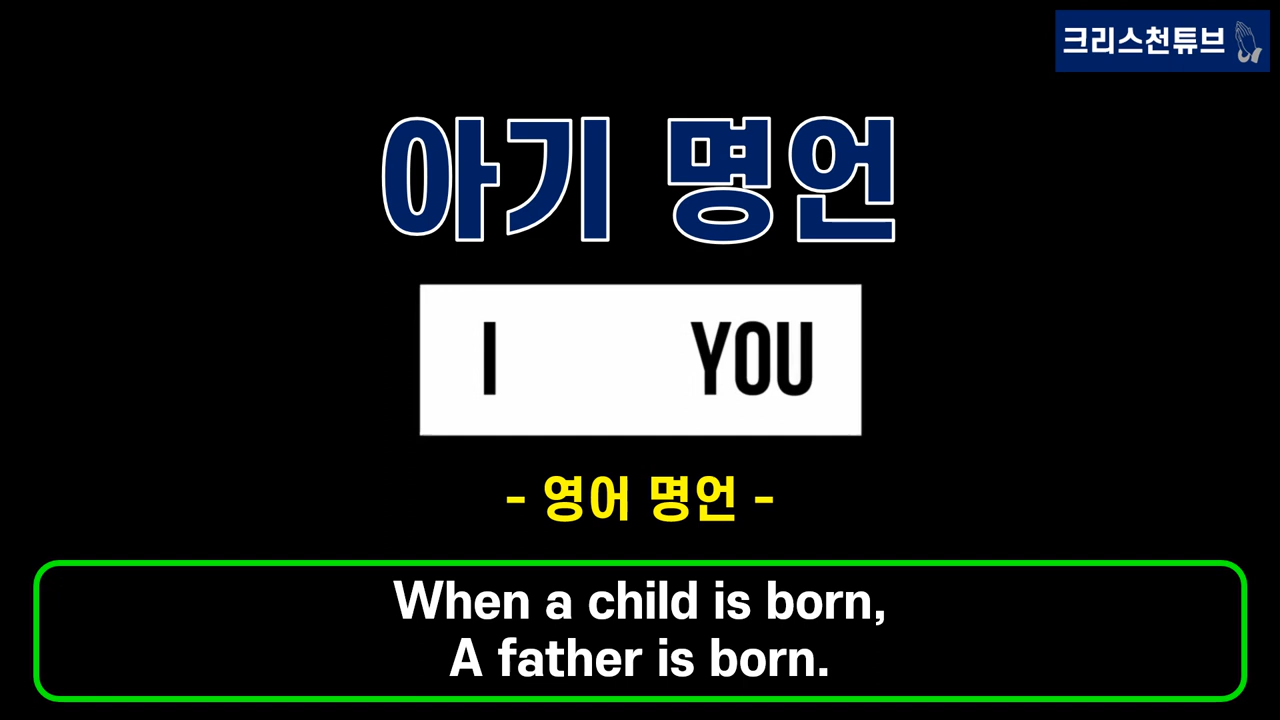 크리스천튜브
아기 명언
I YOU
- 영어 명언 -
When a child is born,
A father is born.